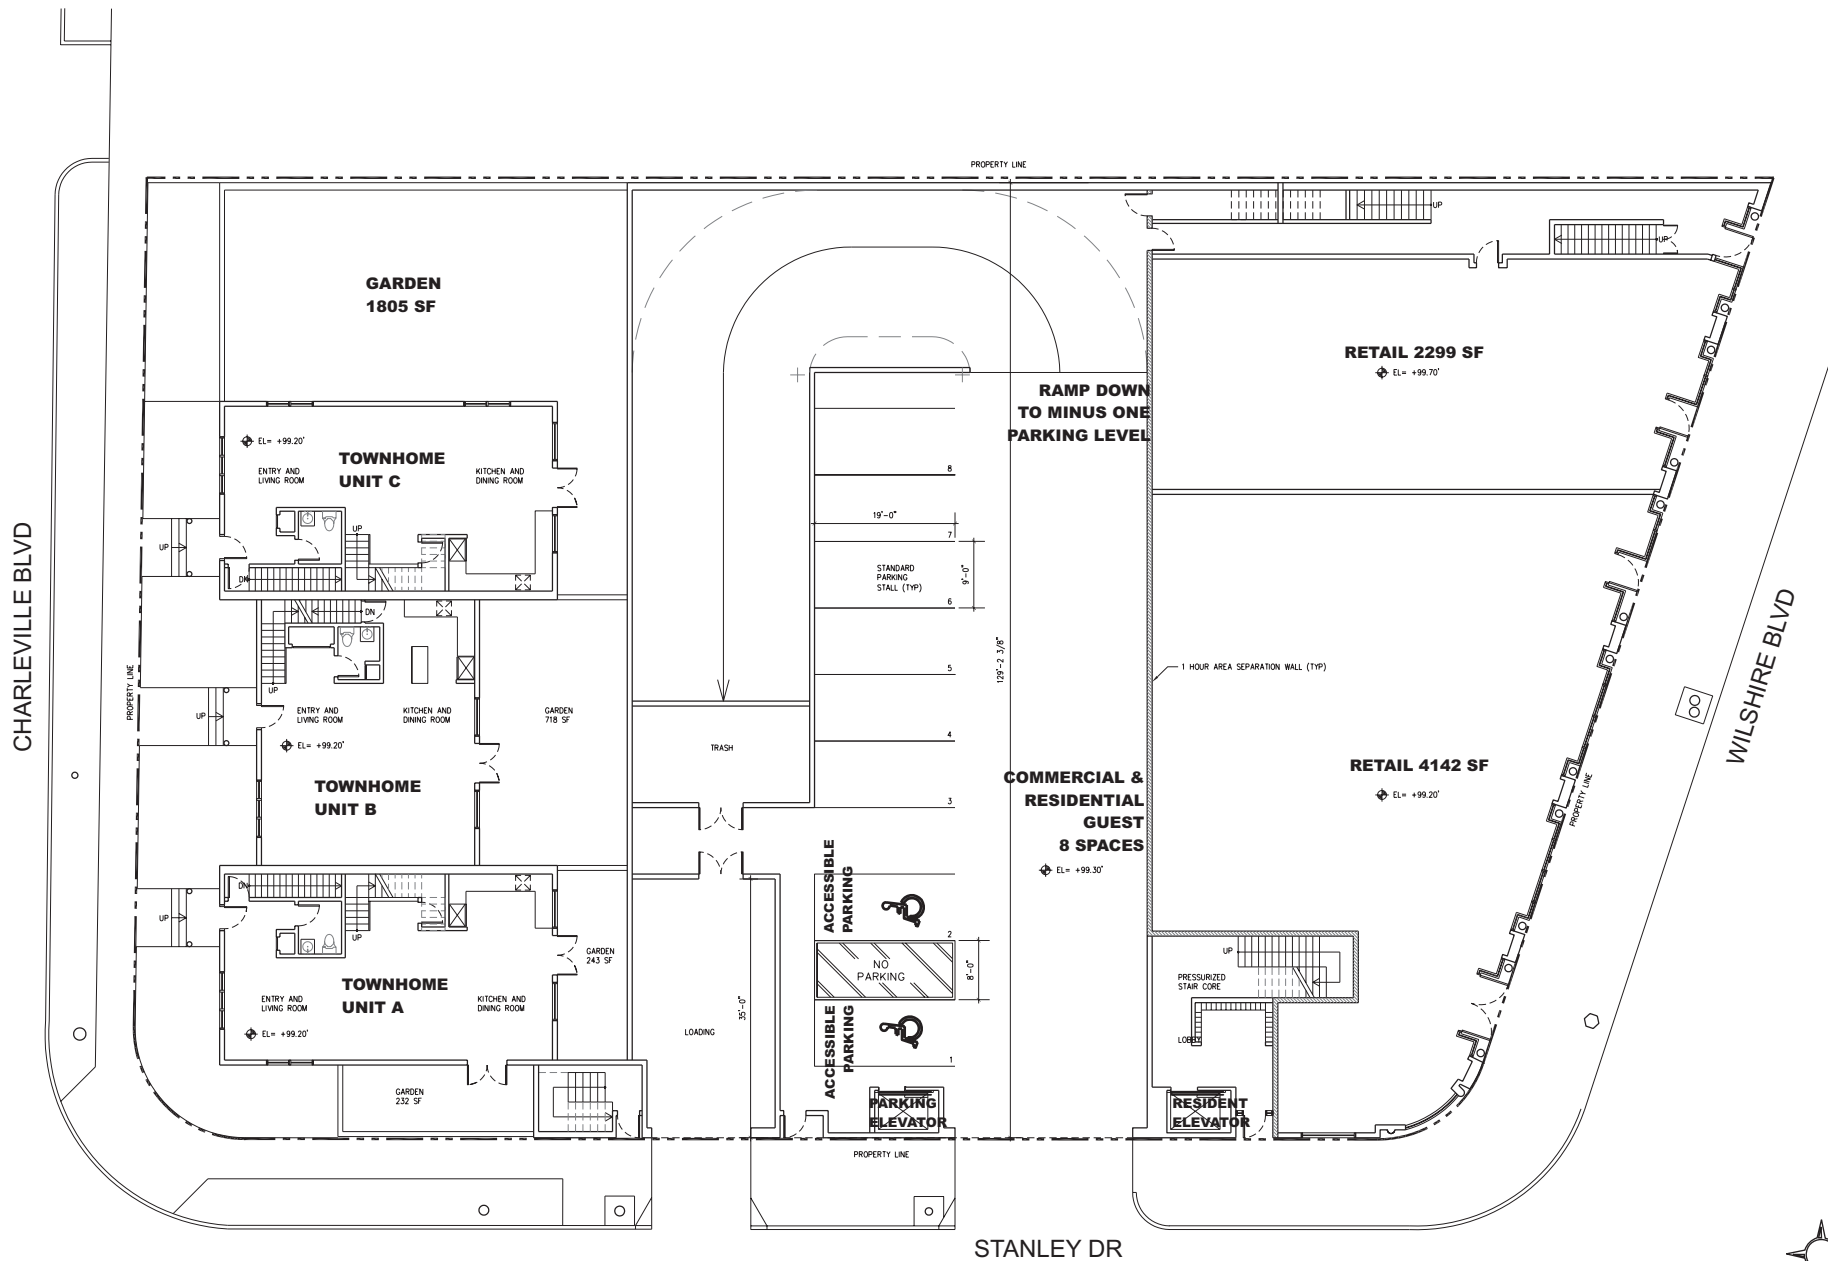 PROPERTY LINE
UP
UP
GARDEN
1805 SF
RETAIL 2299 SF
EL= +99.70'
RAMP DOWN
TO MINUS ONE
PARKING LEVEL
EL= +99.20'
TOWNHOME
UNIT C
ENTRY AND
LIVING ROOM
KITCHEN AND
DINING ROOM
UP
UP
DN
8
19'-0"
7
STANDARD
PARKING
STALL (TYP)
9'-0"
6
5
4
3
129'-2 3/8"
1 HOUR AREA SEPARATION WALL (TYP)
CHARLEVILLE BLVD
PROPERTY LINE
DN
UP
UP
ENTRY AND
LIVING ROOM
KITCHEN AND
DINING ROOM
EL= +99.20'
TOWNHOME
UNIT B
GARDEN
718 SF
TRASH
COMMERCIAL &
RESIDENTIAL
GUEST
8 SPACES
EL= +99.30'
RETAIL 4142 SF
EL= +99.20'
PROPERTY LINE
WILSHIRE BLVD
DN
UP
UP
TOWNHOME
UNIT A
ENTRY AND
LIVING ROOM
KITCHEN AND
DINING ROOM
EL= +99.20'
GARDEN
243 SF
GARDEN
232 SF
LOADING
35'-0"
ACCESSIBLE
PARKING
2
NO
PARKING
8'-0"
ACCESSIBLE
PARKING
1
PARKING
ELEVATOR
UP
PRESSURIZED
STAIR CORE
LOBBY
RESIDENT
ELEVATOR
PROPERTY LINE
STANLEY DR